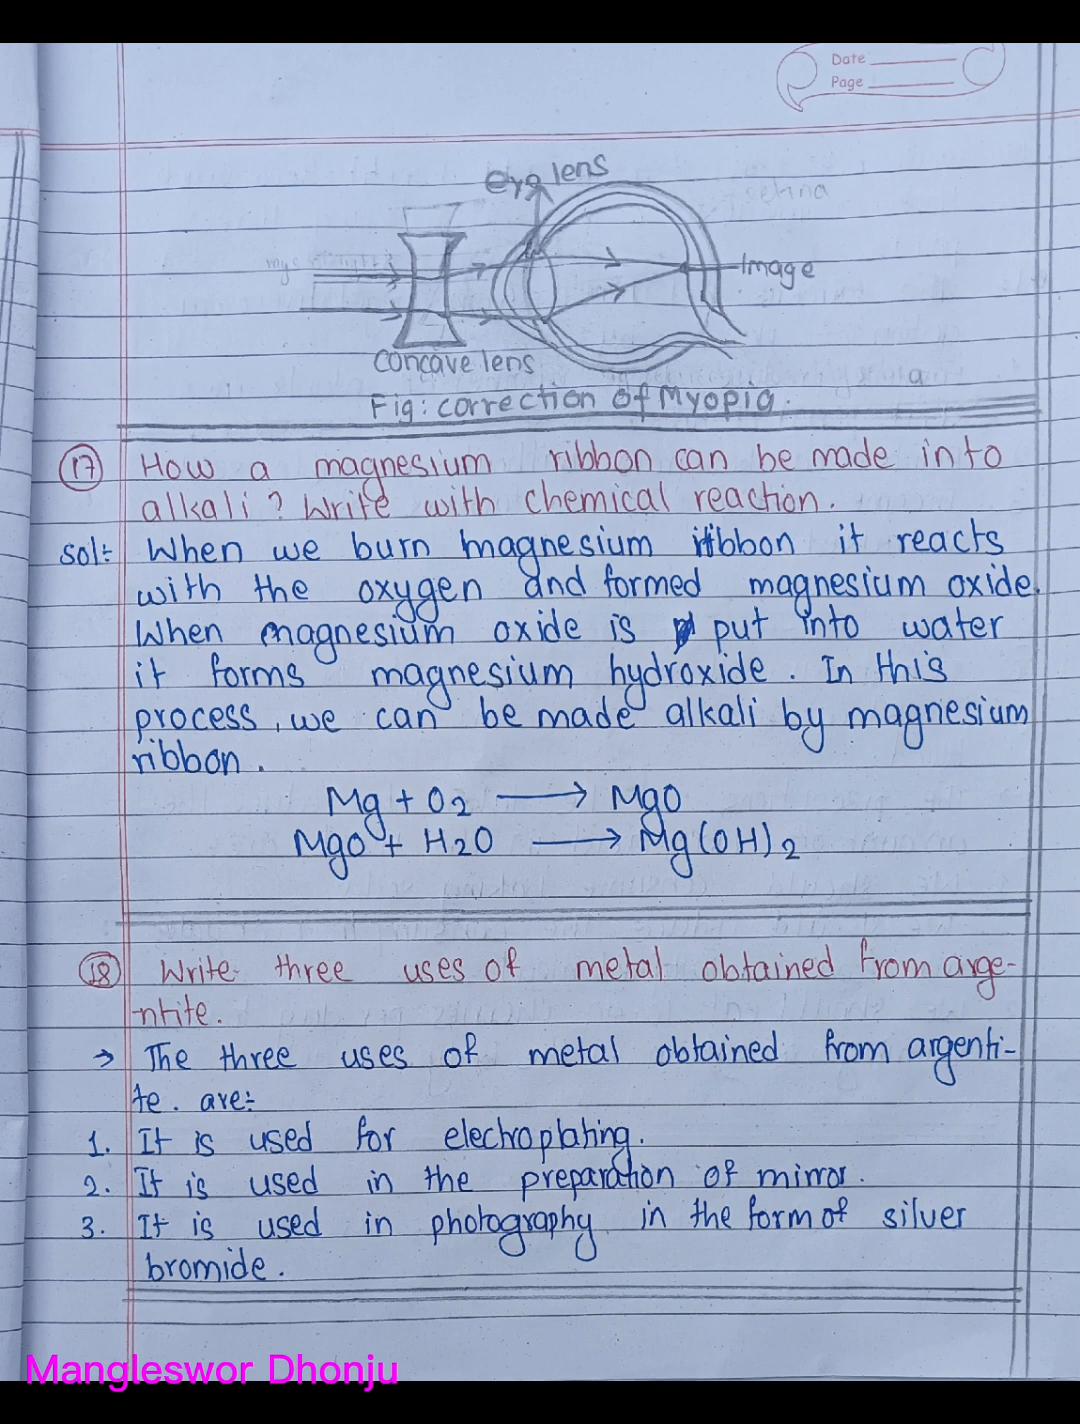 Date
Page
eye lens
retina
Image
concave lens
Fig: correction of Myopia.
17 How a magnesium ribbon can be made into
alkali? Write with chemical reaction.
sol:- When we burn magnesium ribbon it reacts
with the oxygen and formed magnesium oxide.
When magnesium oxide is put into water
it forms magnesium hydroxide. In this
process, we can be made alkali by magnesium
ribbon.
Mg + O2 → MgO
MgO + H2O → Mg(OH)2
18 Write three uses of metal obtained from arge-
ntite.
→ The three uses of metal obtained from argenti-
te. are:-
1. It is used for electroplating.
2. It is used in the preparation of mirror.
3. It is used in photography in the form of silver
bromide.
Mangleswor Dhonju